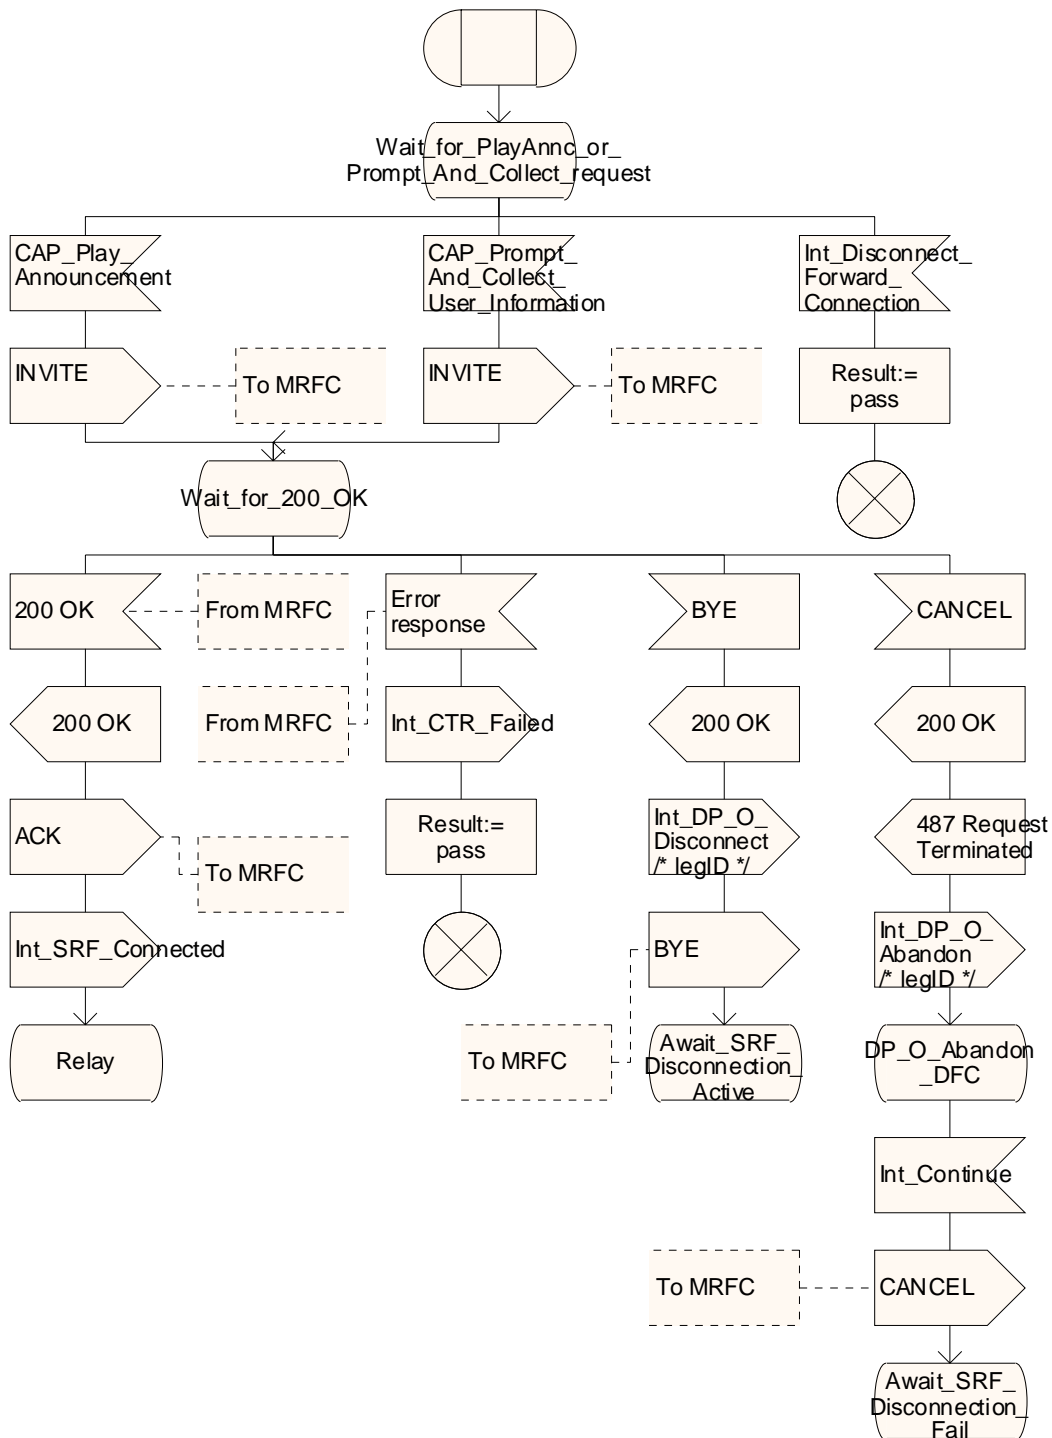 Wait_for_PlayAnnc_or_
Prompt_And_Collect_request
CAP_Play_
Announcement
CAP_Prompt_
And_Collect_
User_Information
Int_Disconnect_
Forward_
Connection
INVITE
To MRFC
INVITE
To MRFC
Result:=
pass
Wait_for_200_OK
200 OK
From MRFC
Error
response
BYE
CANCEL
200 OK
From MRFC
Int_CTR_Failed
200 OK
200 OK
ACK
To MRFC
Result:=
pass
Int_DP_O_
Disconnect
/* legID */
487 Request
Terminated
Int_SRF_Connected
BYE
Int_DP_O_
Abandon
/* legID */
Relay
To MRFC
Await_SRF_
Disconnection_
Active
DP_O_Abandon
_DFC
Int_Continue
To MRFC
CANCEL
Await_SRF_
Disconnection_
Fail